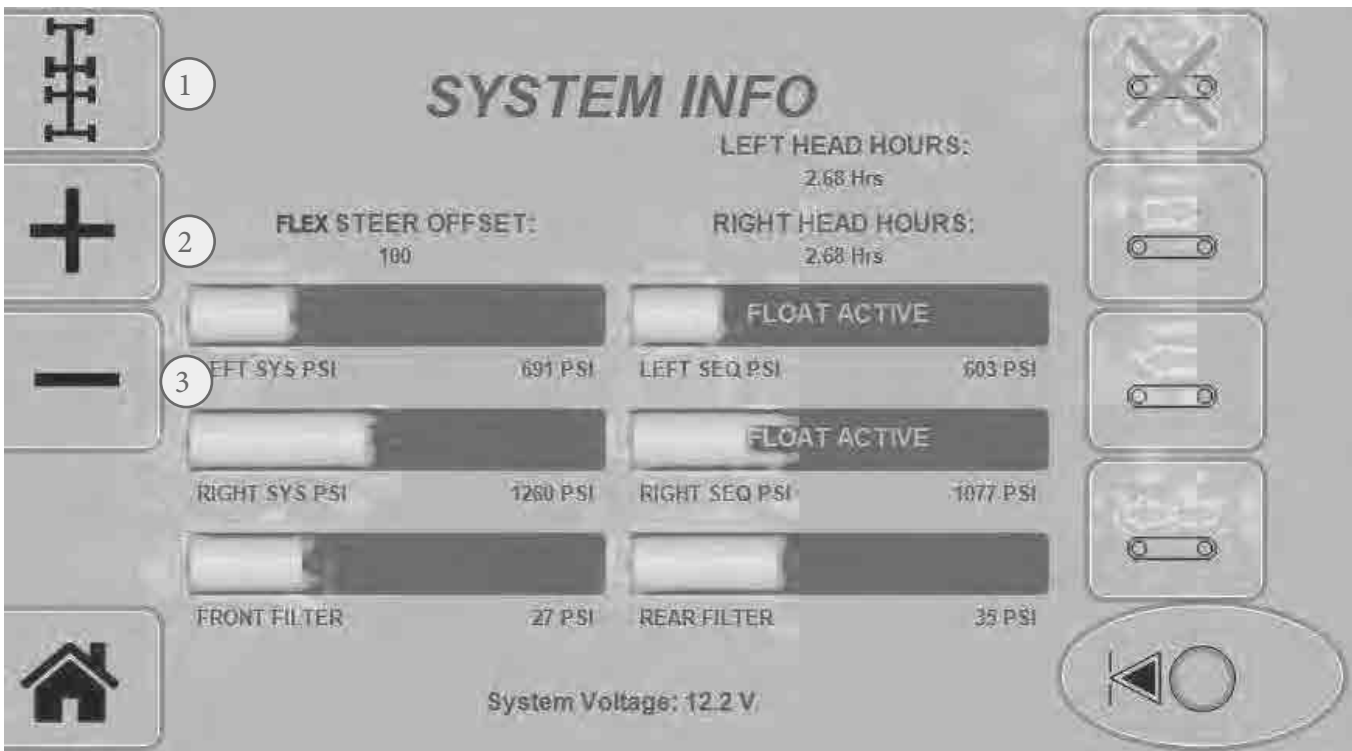 1
SYSTEM INFO
LEFT HEAD HOURS:
2.68 Hrs
2
FLEX STEER OFFSET:
100
RIGHT HEAD HOURS:
2.68 Hrs
FLOAT ACTIVE
3
LEFT SYS PSI 691 PSI
LEFT SEQ PSI 603 PSI
FLOAT ACTIVE
RIGHT SYS PSI 1260 PSI
RIGHT SEQ PSI 1077 PSI
FRONT FILTER 27 PSI
REAR FILTER 35 PSI
System Voltage: 12.2 V